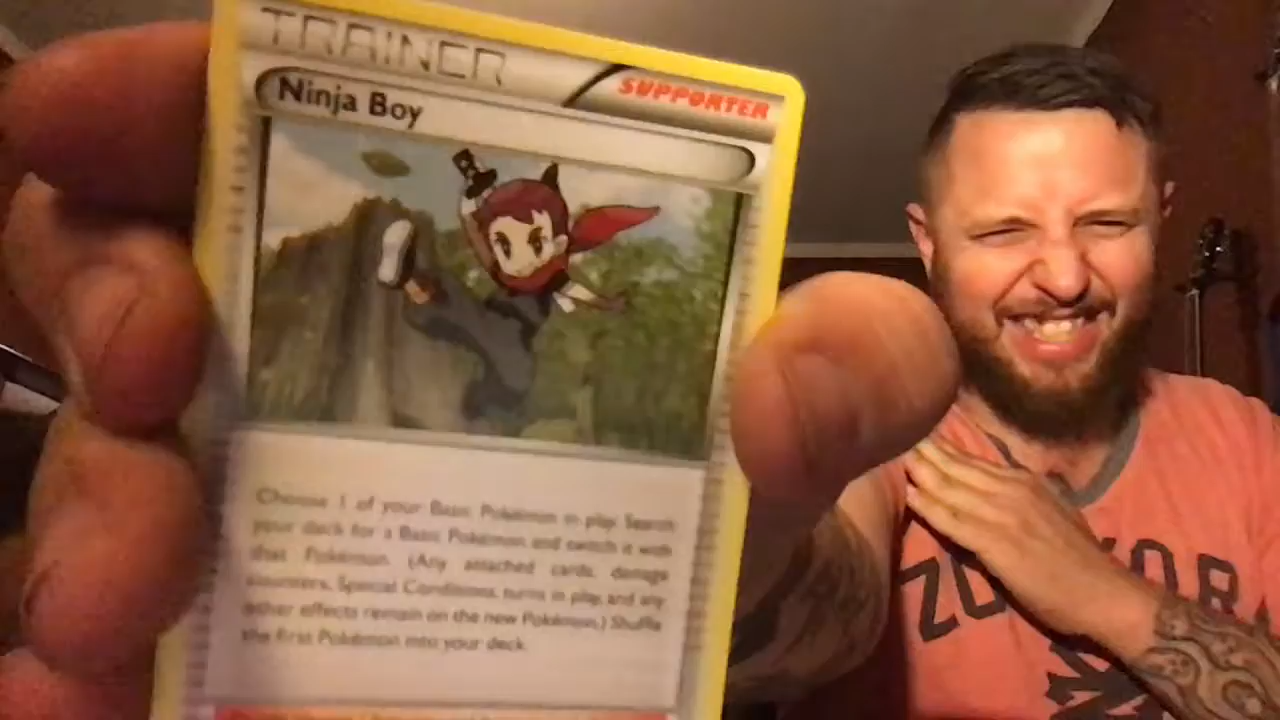 TRAINER
SUPPORTER
Ninja Boy
Choose 1 of your Basic Pokémon in play. Search
your deck for a Basic Pokémon and switch it with
that Pokémon. (Any attached cards, damage
counters, Special Conditions, turns in play, and any
other effects remain on the new Pokémon.) Shuffle
the first Pokémon into your deck.